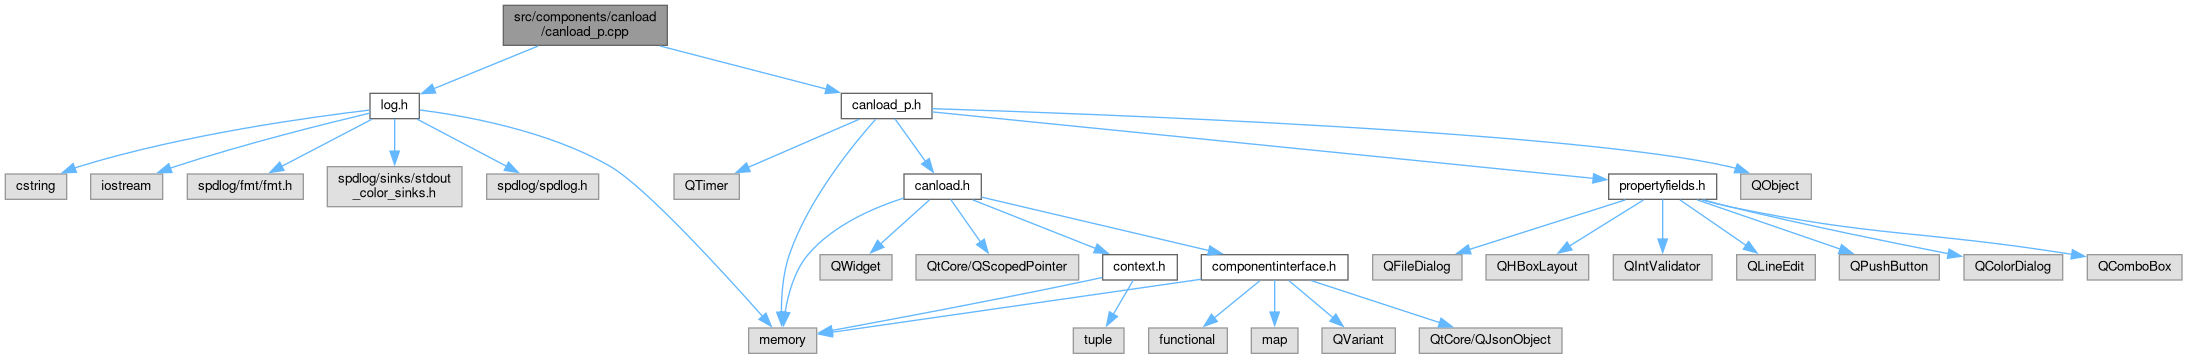 src/components/canload
/canload_p.cpp
log.h
canload_p.h
cstring
iostream
spdlog/fmt/fmt.h
spdlog/sinks/stdout
_color_sinks.h
spdlog/spdlog.h
QTimer
canload.h
propertyfields.h
QObject
QWidget
QtCore/QScopedPointer
context.h
componentinterface.h
QFileDialog
QHBoxLayout
QIntValidator
QLineEdit
QPushButton
QColorDialog
QComboBox
memory
tuple
functional
map
QVariant
QtCore/QJsonObject